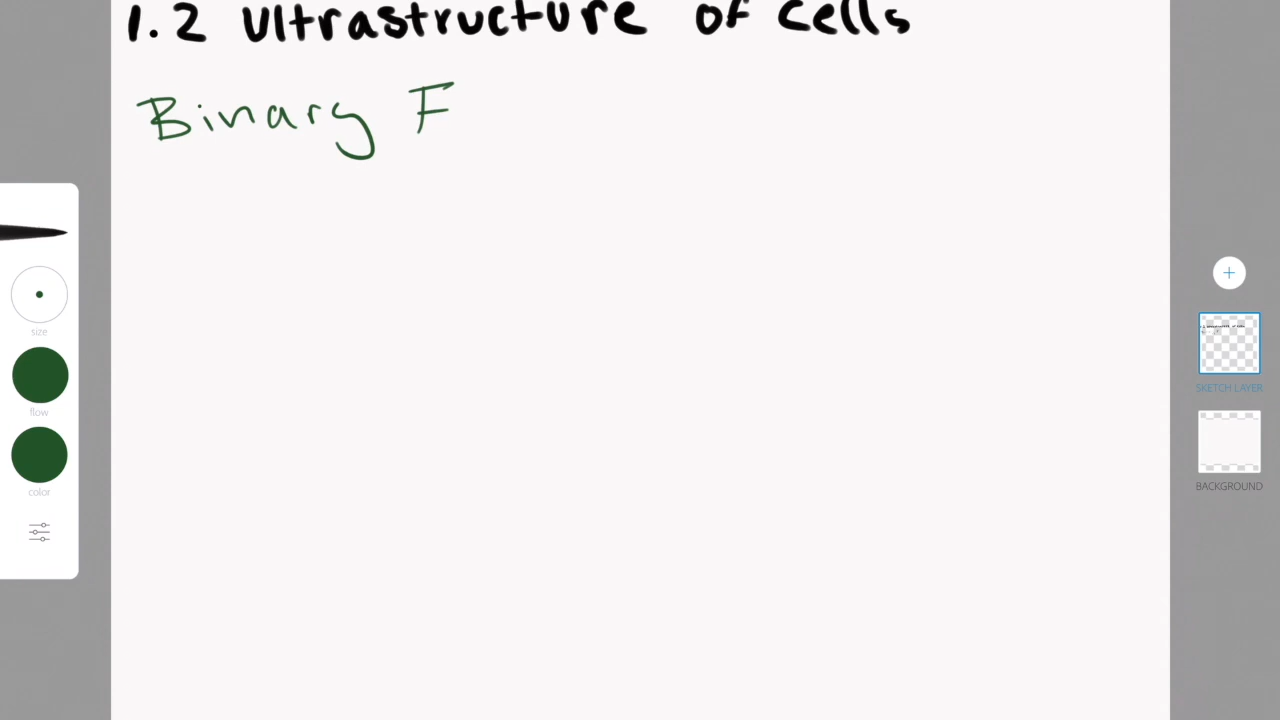 1.2 Ultrastructure of Cells
Binary F
size
flow
color
SKETCH LAYER
BACKGROUND